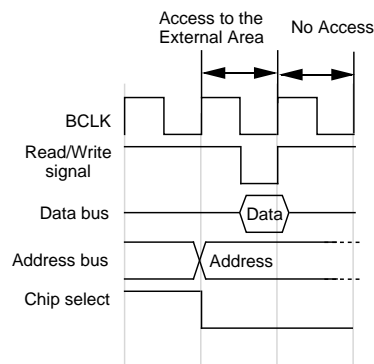 Access to the
External Area
No Access
BCLK
Read/Write
signal
Data bus
Data
Address bus
Address
Chip select